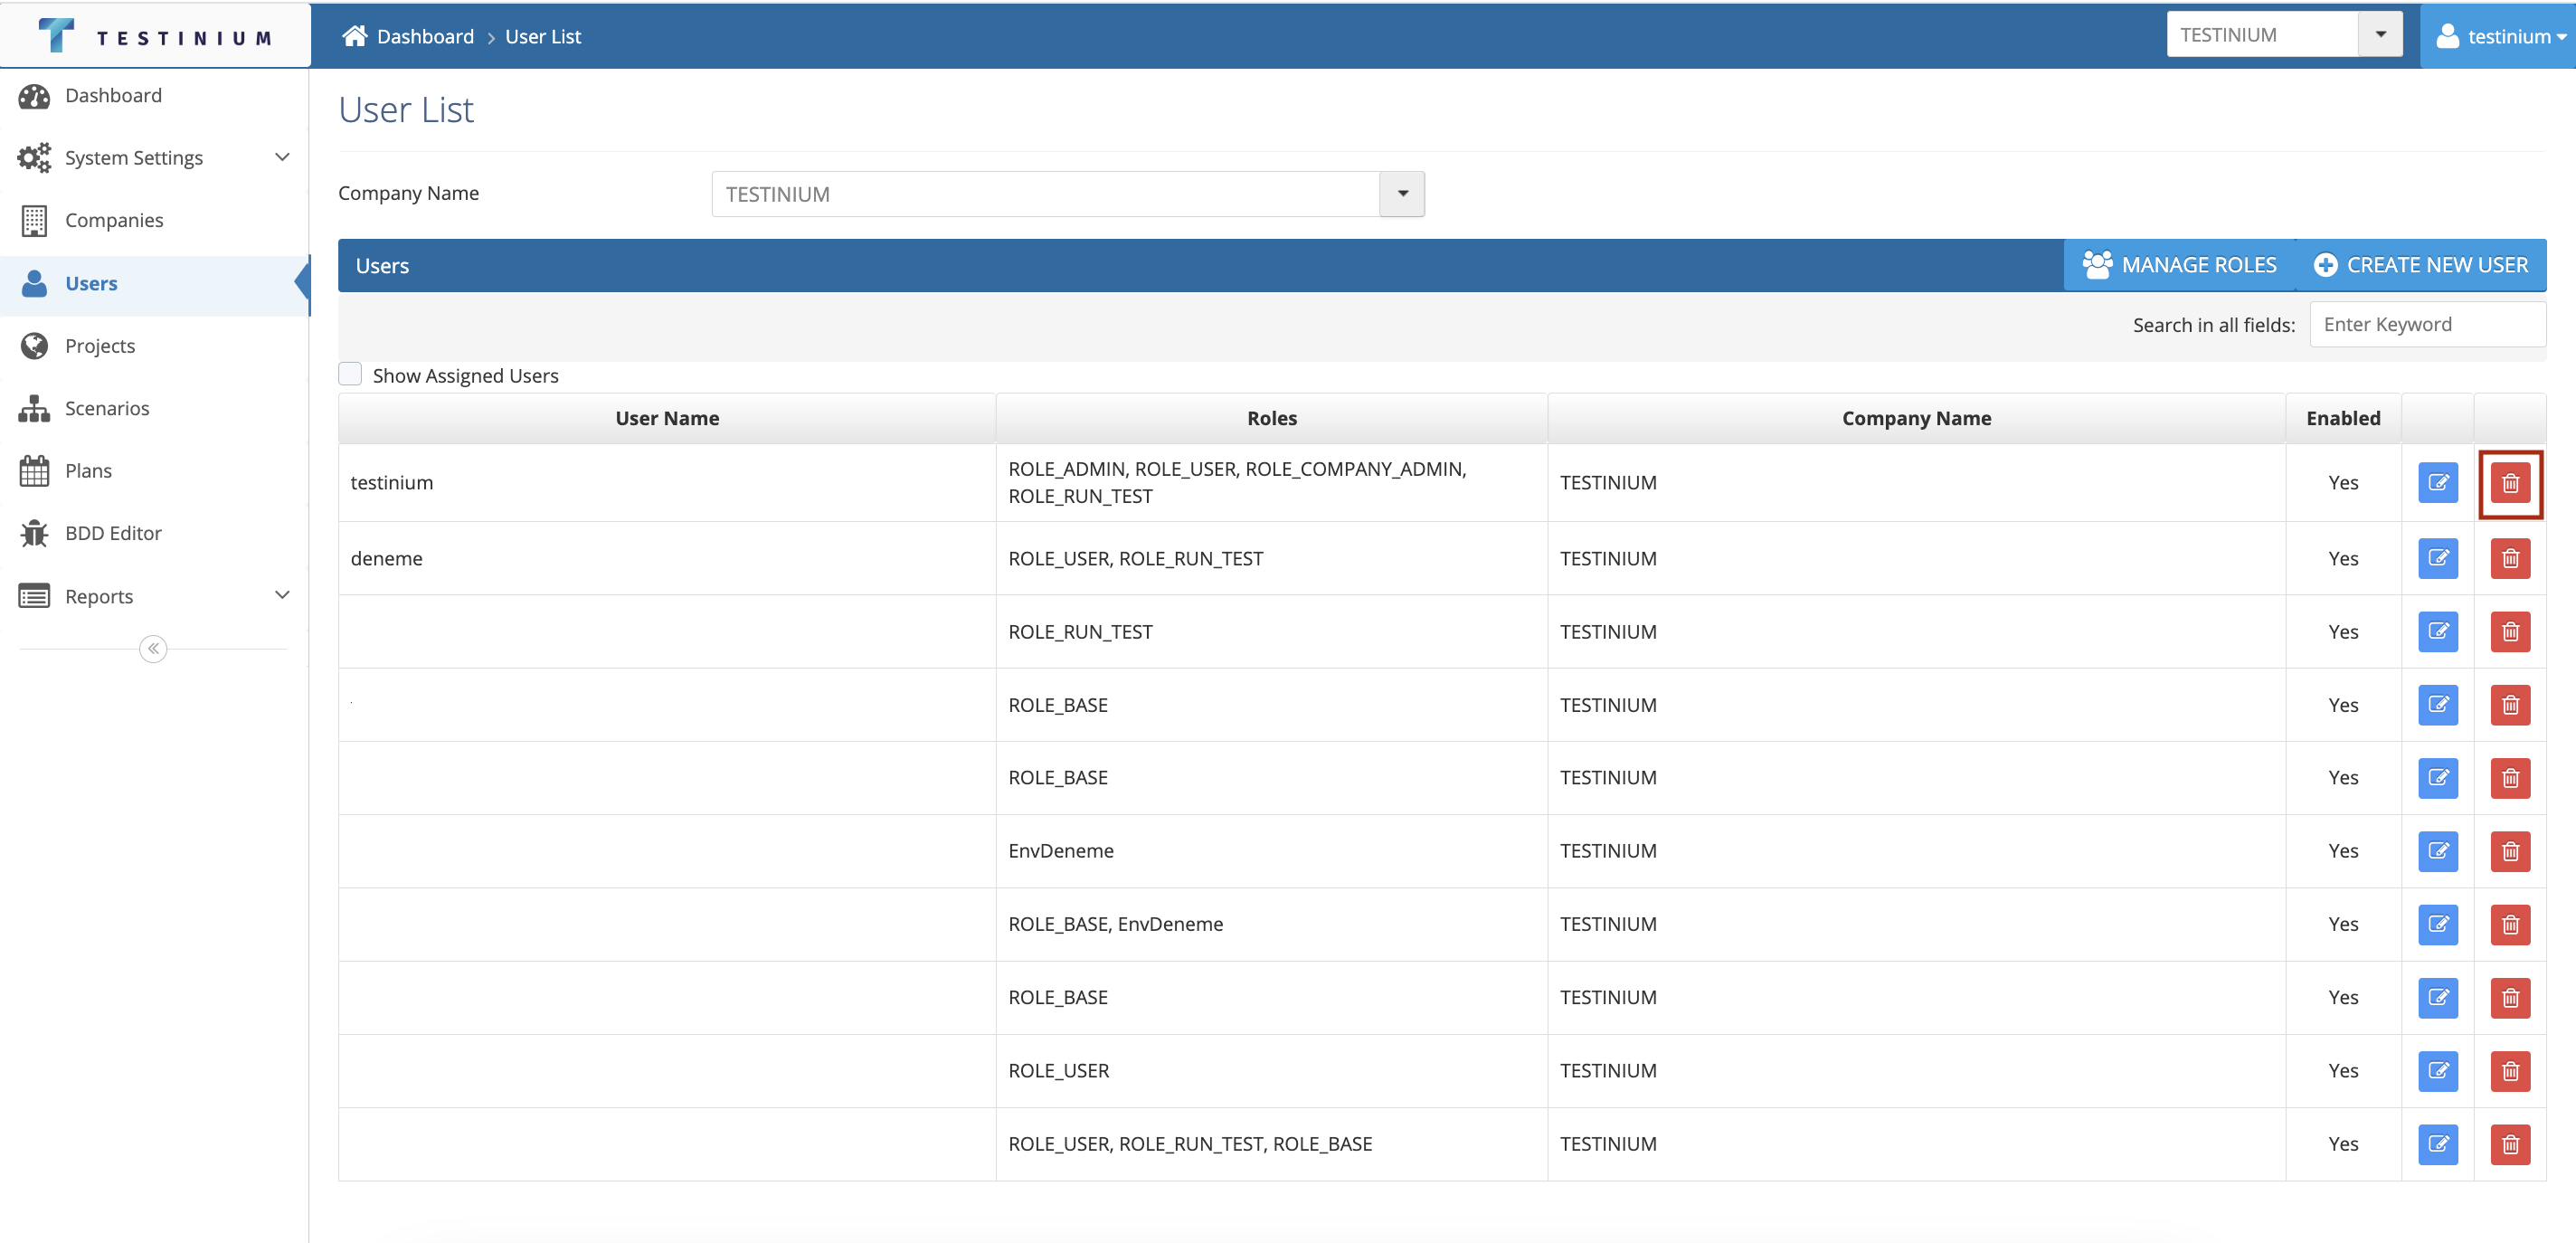 TESTINIUM
Dashboard > User List
TESTINIUM
testinium
Dashboard
System Settings
Companies
Users
Projects
Scenarios
Plans
BDD Editor
Reports
User List
Company Name
TESTINIUM
Users
MANAGE ROLES
CREATE NEW USER
Search in all fields: Enter Keyword
Show Assigned Users
User Name Roles Company Name Enabled
testinium ROLE_ADMIN, ROLE_USER, ROLE_COMPANY_ADMIN, ROLE_RUN_TEST TESTINIUM Yes
deneme ROLE_USER, ROLE_RUN_TEST TESTINIUM Yes
ROLE_RUN_TEST TESTINIUM Yes
ROLE_BASE TESTINIUM Yes
ROLE_BASE TESTINIUM Yes
EnvDeneme TESTINIUM Yes
ROLE_BASE, EnvDeneme TESTINIUM Yes
ROLE_BASE TESTINIUM Yes
ROLE_USER TESTINIUM Yes
ROLE_USER, ROLE_RUN_TEST, ROLE_BASE TESTINIUM Yes